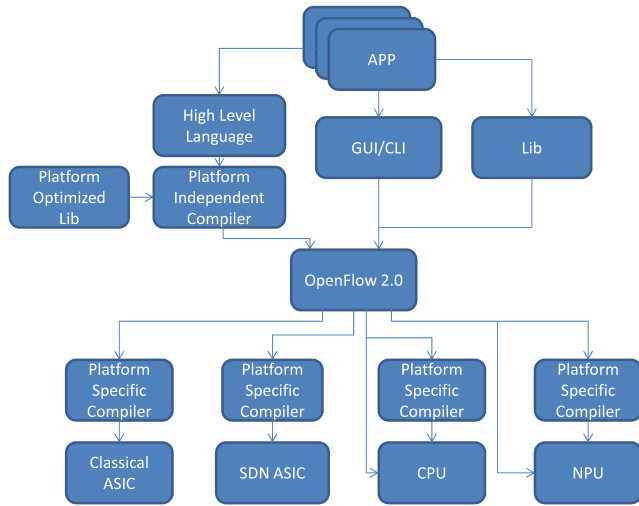 APP
High Level
Language
GUI/CLI
Lib
Platform
Optimized
Lib
Platform
Independent
Compiler
OpenFlow 2.0
Platform
Specific
Compiler
Platform
Specific
Compiler
Platform
Specific
Compiler
Platform
Specific
Compiler
Classical
ASIC
SDN ASIC
CPU
NPU